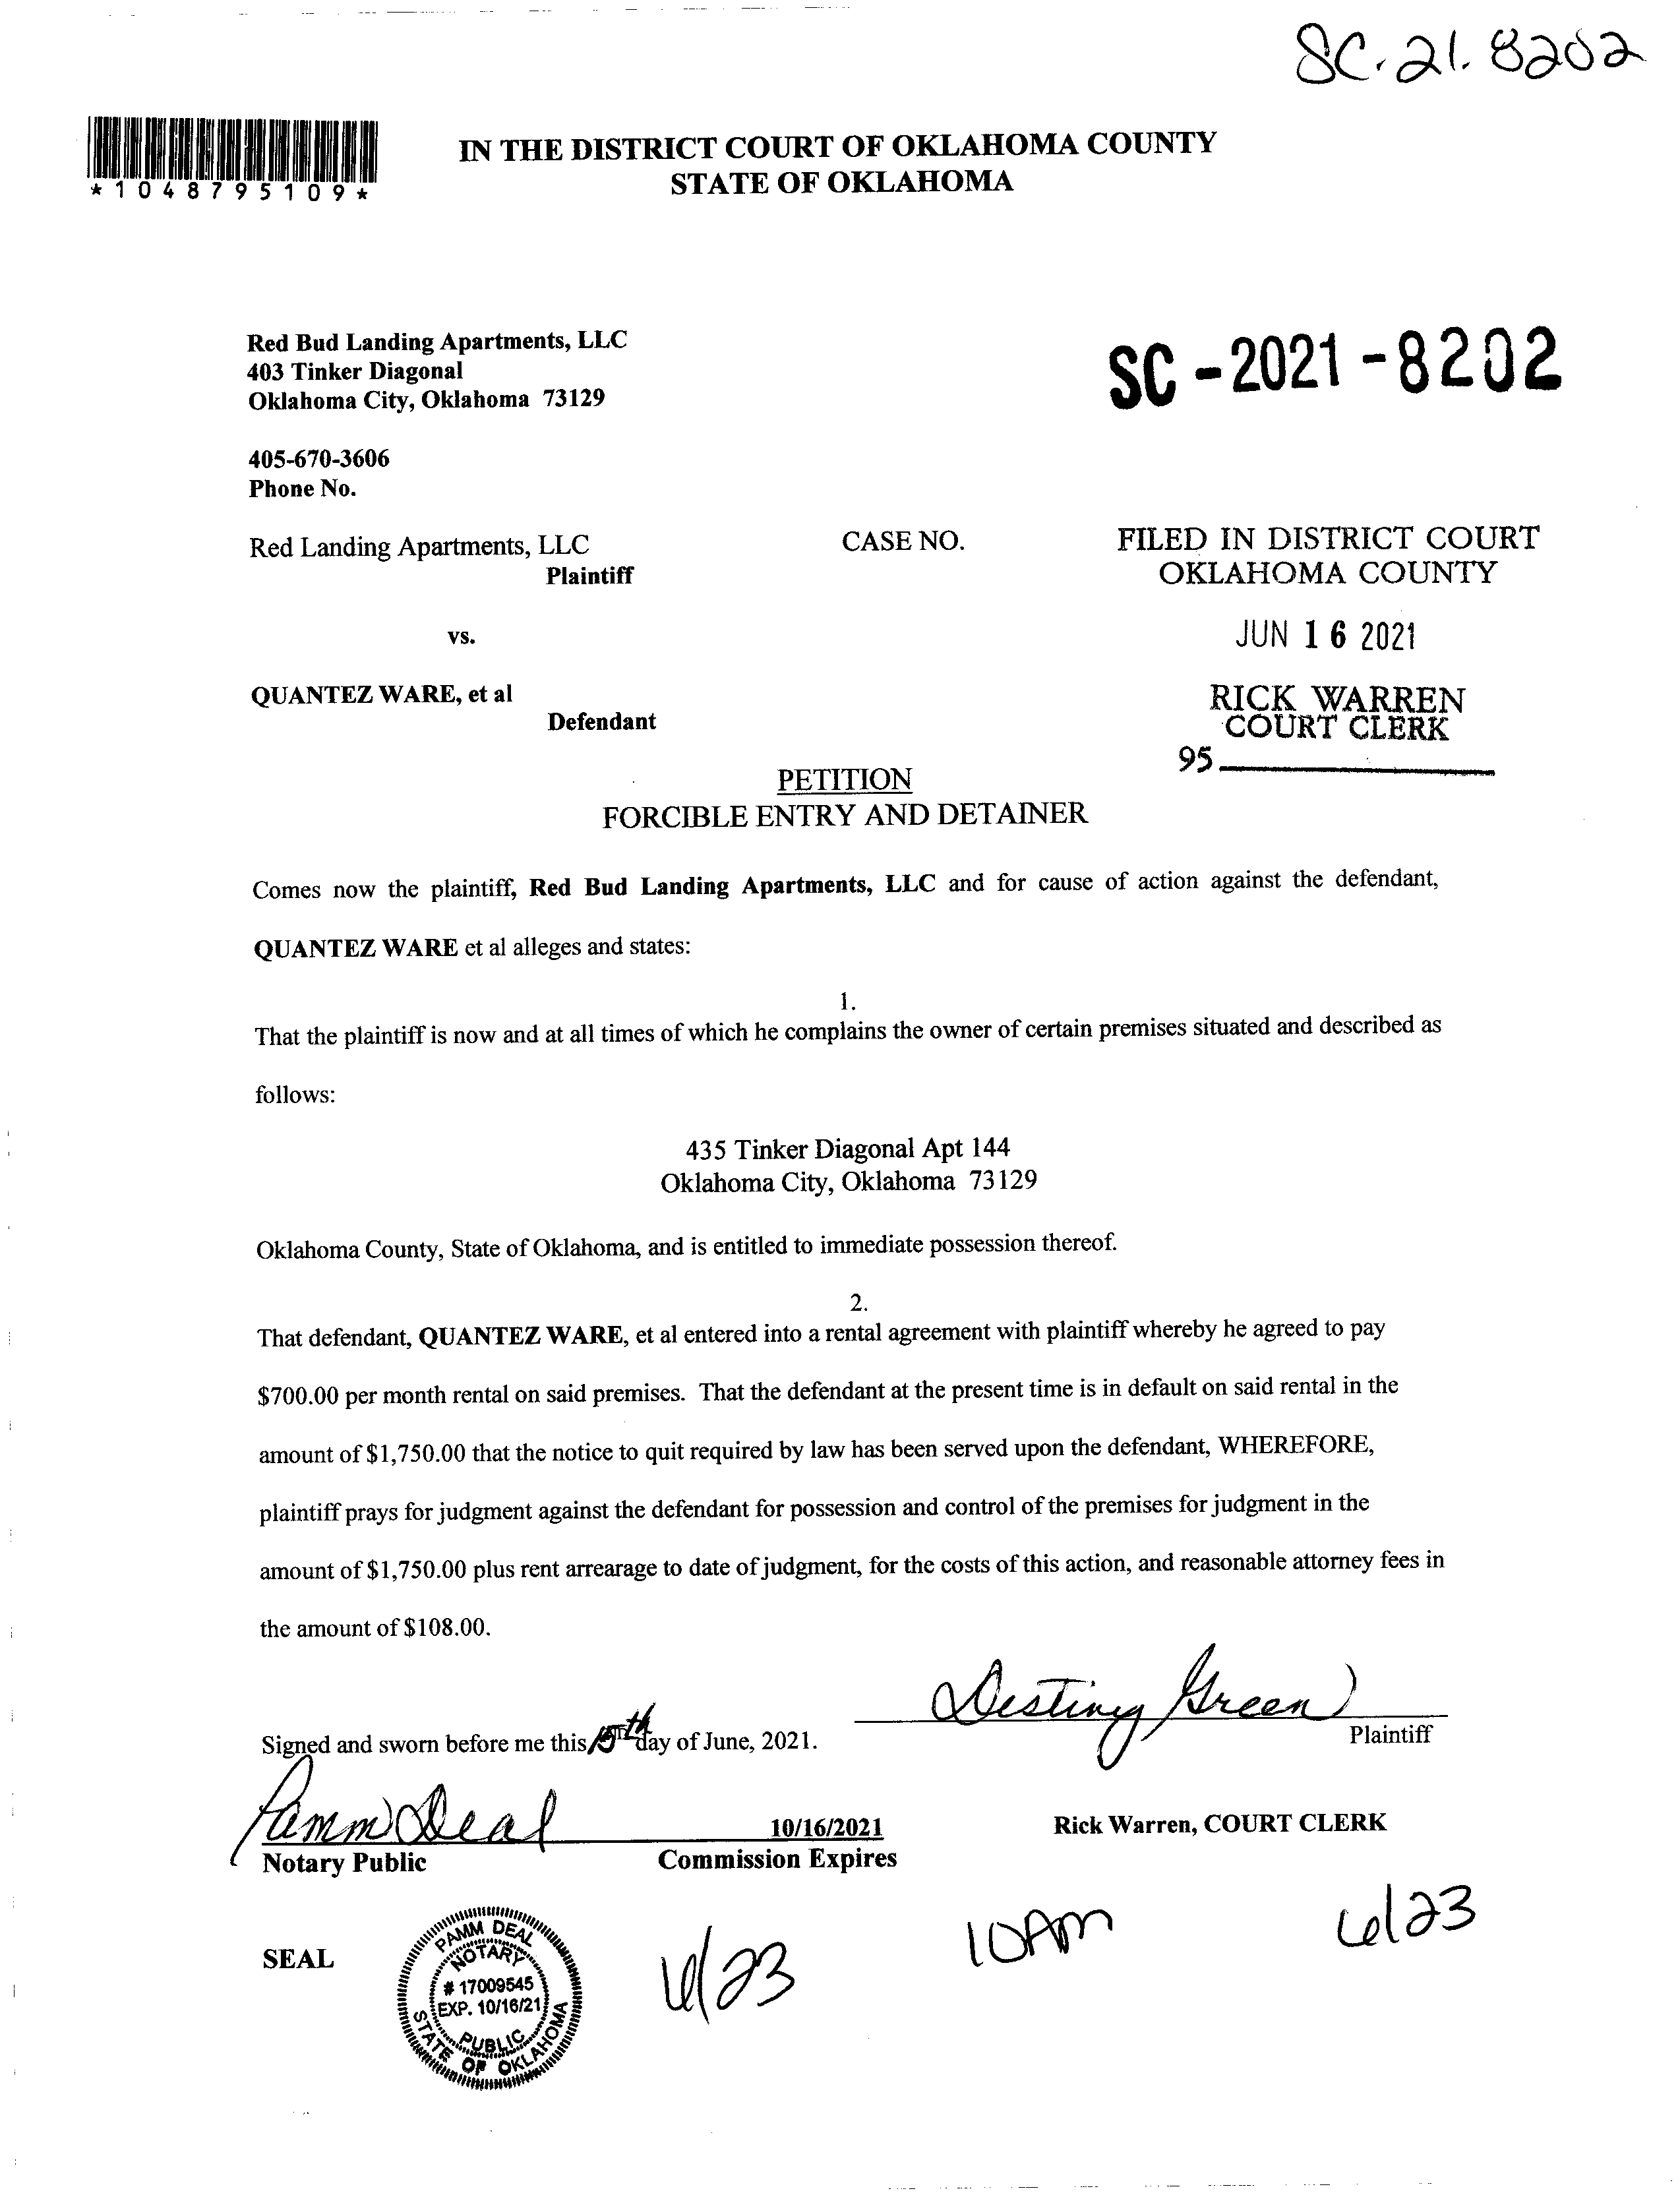 SC.21.8202
*1048795109*
IN THE DISTRICT COURT OF OKLAHOMA COUNTY
STATE OF OKLAHOMA
Red Bud Landing Apartments, LLC
403 Tinker Diagonal
Oklahoma City, Oklahoma 73129
SC-2021-8202
405-670-3606
Phone No.
Red Landing Apartments, LLC
Plaintiff
CASE NO.
FILED IN DISTRICT COURT
OKLAHOMA COUNTY
vs.
JUN 16 2021
QUANTEZ WARE, et al
Defendant
RICK WARREN
COURT CLERK
95
PETITION
FORCIBLE ENTRY AND DETAINER
Comes now the plaintiff, Red Bud Landing Apartments, LLC and for cause of action against the defendant,
QUANTEZ WARE et al alleges and states:
1.
That the plaintiff is now and at all times of which he complains the owner of certain premises situated and described as
follows:
435 Tinker Diagonal Apt 144
Oklahoma City, Oklahoma 73129
Oklahoma County, State of Oklahoma, and is entitled to immediate possession thereof.
2.
That defendant, QUANTEZ WARE, et al entered into a rental agreement with plaintiff whereby he agreed to pay
$700.00 per month rental on said premises. That the defendant at the present time is in default on said rental in the
amount of $1,750.00 that the notice to quit required by law has been served upon the defendant, WHEREFORE,
plaintiff prays for judgment against the defendant for possession and control of the premises for judgment in the
amount of $1,750.00 plus rent arrearage to date of judgment, for the costs of this action, and reasonable attorney fees in
the amount of $108.00.
Destiny Green
Plaintiff
Signed and sworn before me this 15th day of June, 2021.
Pamm Deal
Notary Public
10/16/2021
Commission Expires
Rick Warren, COURT CLERK
SEAL
PAMM DEAL
NOTARY
# 17009545
EXP. 10/16/21
PUBLIC
STATE OF OKLAHOMA
6/23
10AM
6/23